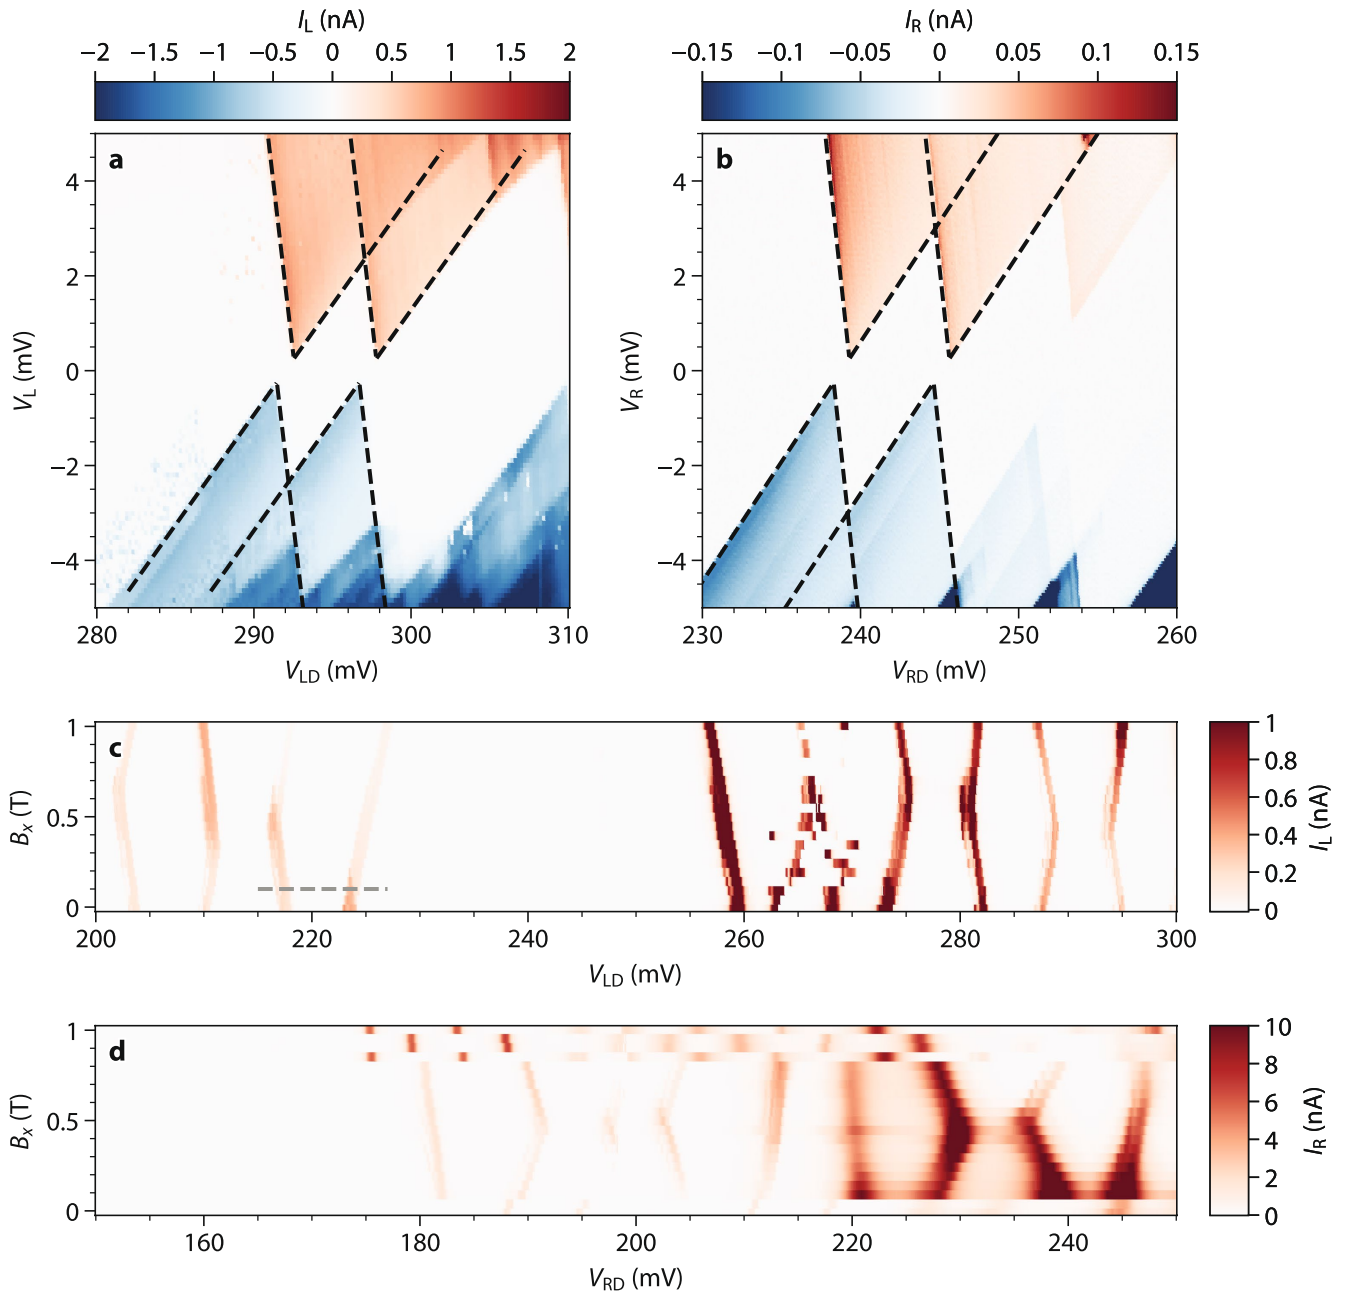 I_L (nA)
−2 −1.5 −1 −0.5 0 0.5 1 1.5 2
I_R (nA)
−0.15 −0.1 −0.05 0 0.05 0.1 0.15
a
4
2
0
−2
−4
V_L (mV)
280 290 300 310
V_LD (mV)
b
4
2
0
−2
−4
V_R (mV)
230 240 250 260
V_RD (mV)
c
1
0.5
0
B_x (T)
200 220 240 260 280 300
V_LD (mV)
1
0.8
0.6
0.4
0.2
0
I_L (nA)
d
1
0.5
0
B_x (T)
160 180 200 220 240
V_RD (mV)
10
8
6
4
2
0
I_R (nA)